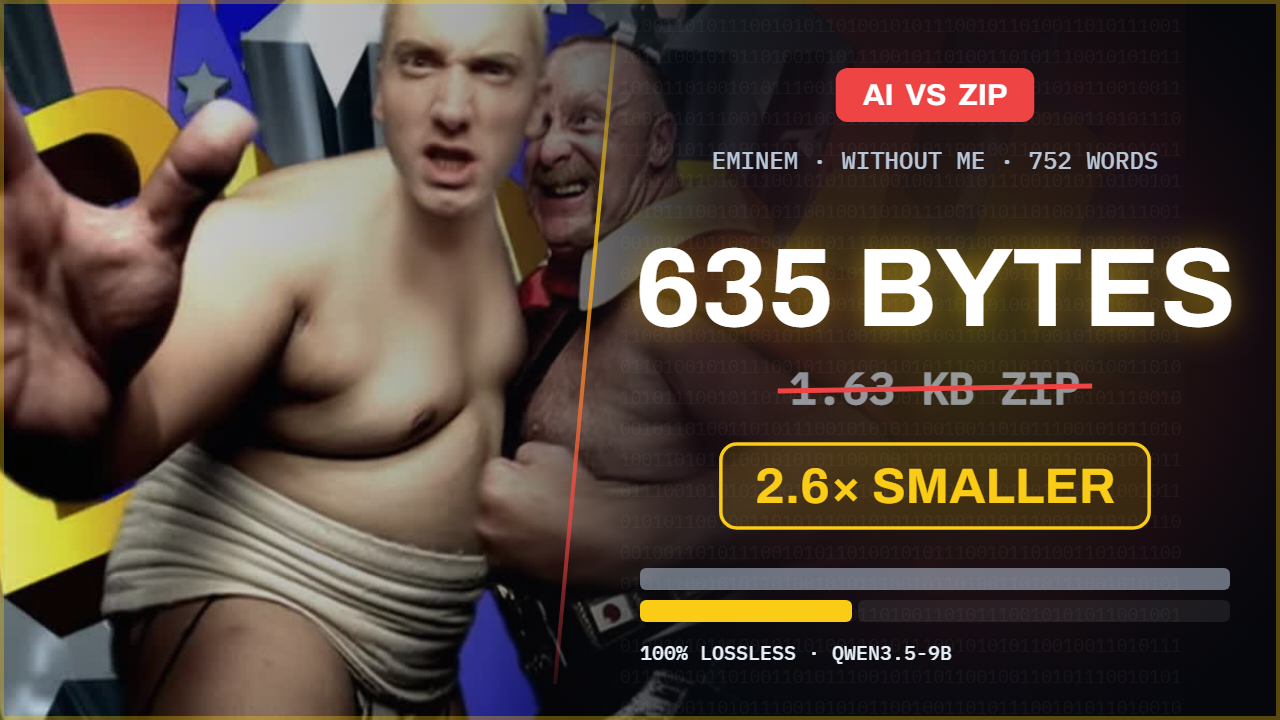 AI VS ZIP
EMINEM · WITHOUT ME · 752 WORDS
635 BYTES
1.63 KB ZIP
2.6× SMALLER
100% LOSSLESS · QWEN3.5-9B